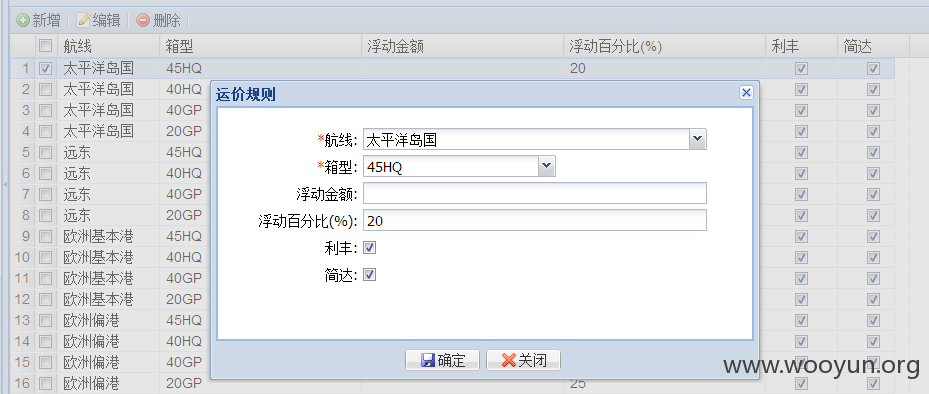 新增 编辑 删除
航线 箱型 浮动金额 浮动百分比(%) 利丰 简达
1 太平洋岛国 45HQ 20
2 太平洋岛国 40HQ
运价规则
3 太平洋岛国 40GP
4 太平洋岛国 20GP
*航线: 太平洋岛国
5 远东 45HQ
*箱型: 45HQ
6 远东 40HQ
7 远东 40GP
浮动金额:
8 远东 20GP
浮动百分比(%): 20
9 欧洲基本港 45HQ
利丰:
10 欧洲基本港 40HQ
11 欧洲基本港 40GP
简达:
12 欧洲基本港 20GP
13 欧洲偏港 45HQ
14 欧洲偏港 40HQ
15 欧洲偏港 40GP
确定 关闭
16 欧洲偏港 20GP 25
www.wooyun.org